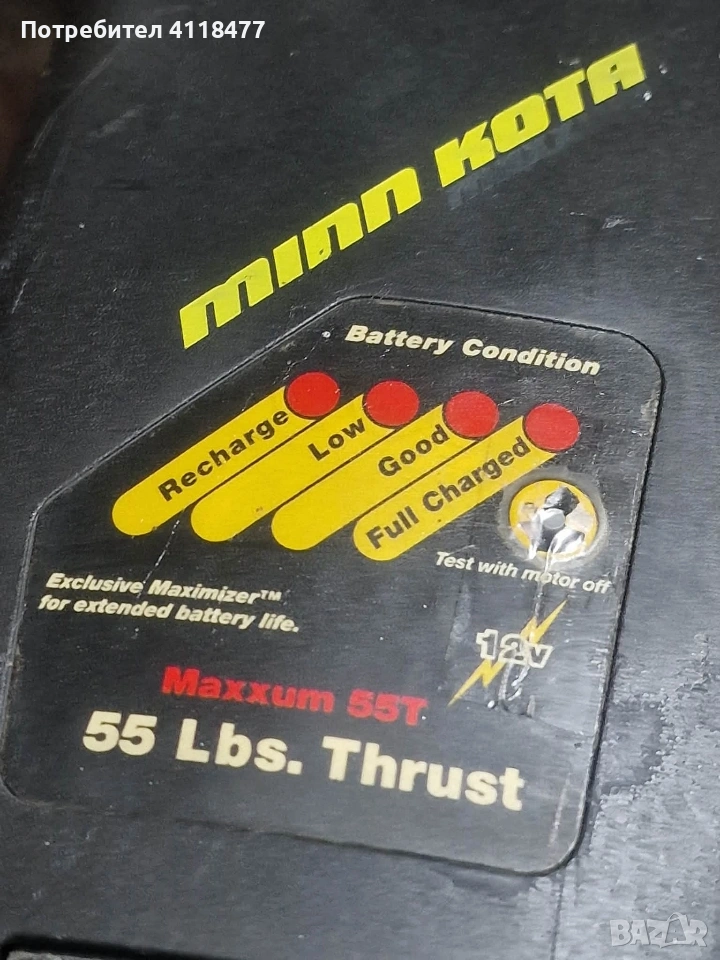 Потребител 4118477
MINN KOTA
Battery Condition
Recharge
Low
Good
Full Charged
Test with motor off
Exclusive Maximizer™
for extended battery life.
12v
Maxxum 55T
55 Lbs. Thrust
BAZAR